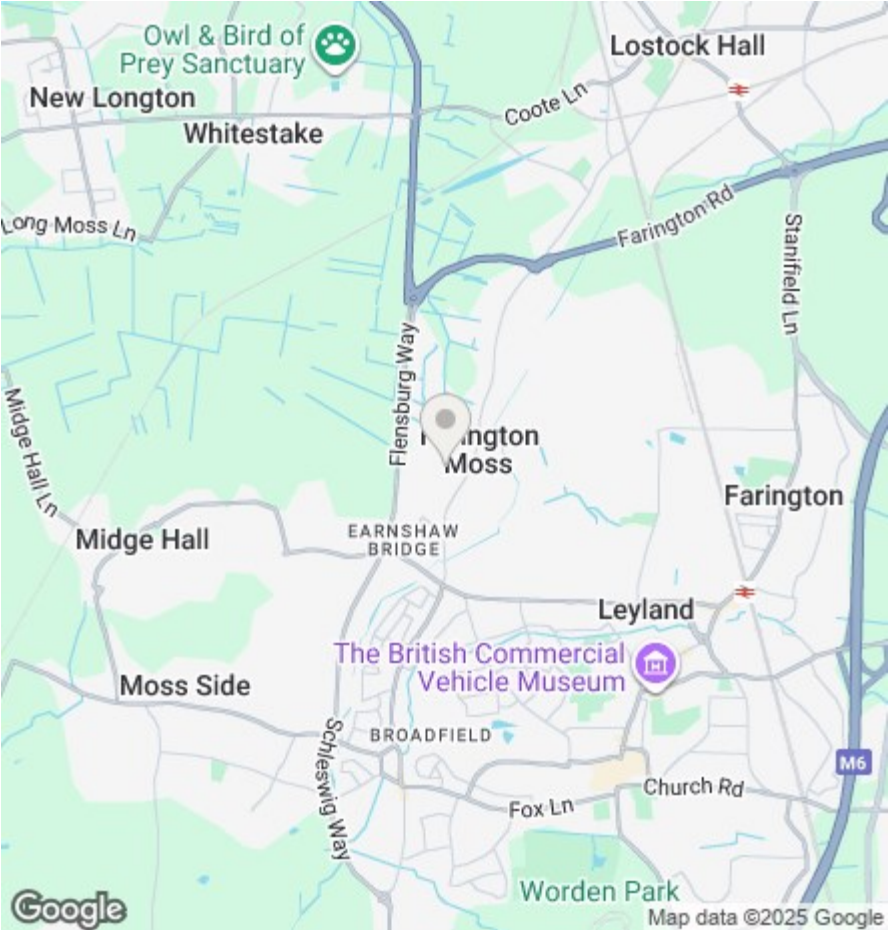 Owl & Bird of
Prey Sanctuary
Lostock Hall
New Longton
Coote Ln
Whitestake
Long Moss Ln
Farington Rd
Stanifield Ln
Flensburg Way
Midge Hall Ln
ington
Moss
Farington
Midge Hall
EARNSHAW
BRIDGE
Leyland
The British Commercial
Vehicle Museum
Moss Side
BROADFIELD
Schleswig Way
M6
Church Rd
Fox Ln
Worden Park
Google
Map data ©2025 Google